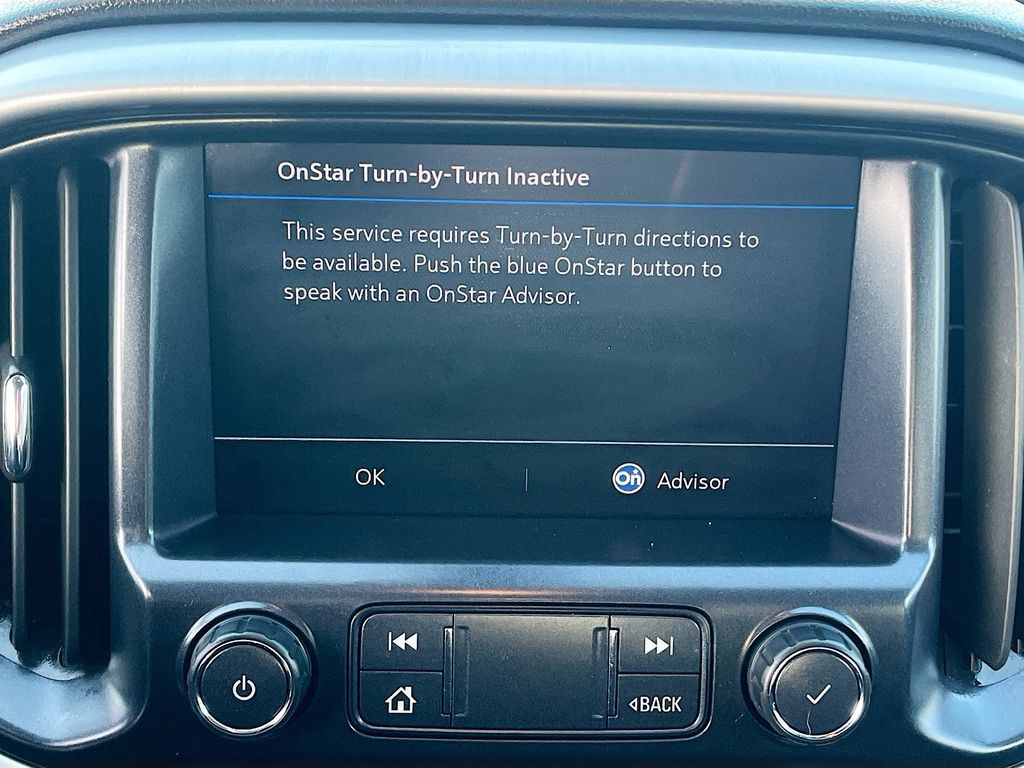 OnStar Turn-by-Turn Inactive
This service requires Turn-by-Turn directions to
be available. Push the blue OnStar button to
speak with an OnStar Advisor.
OK
On Advisor
BACK